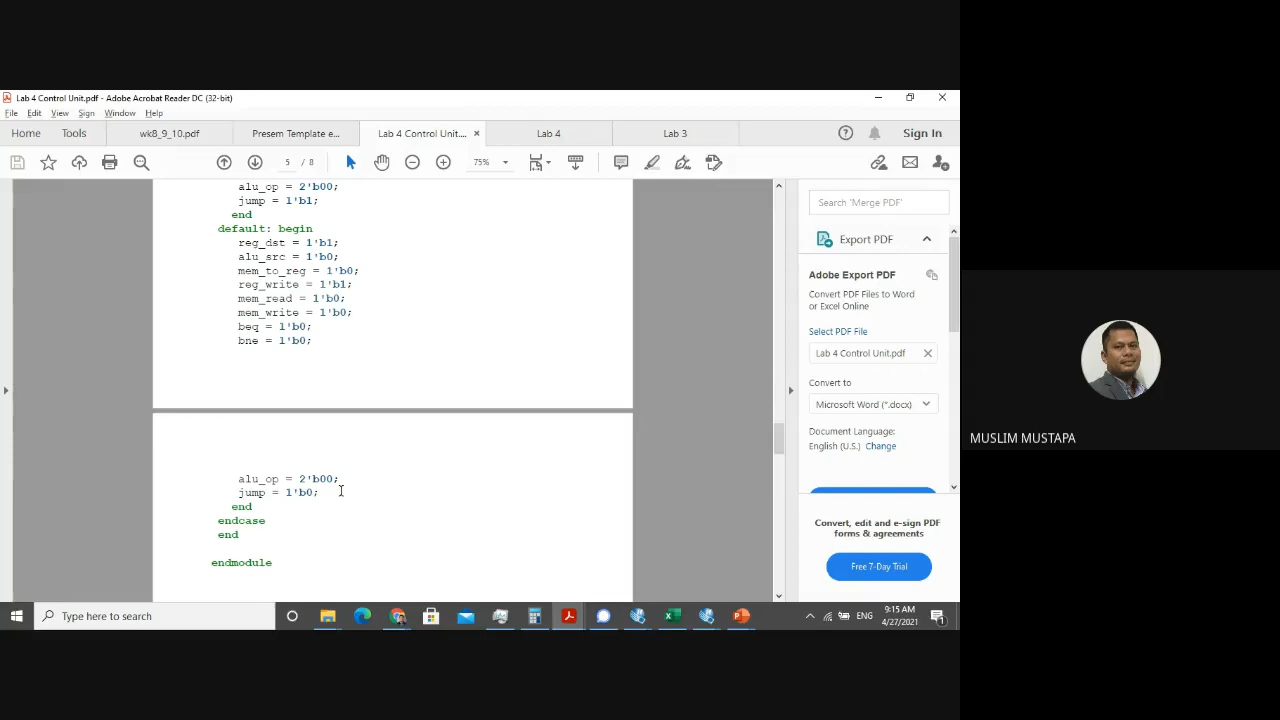 Lab 4 Control Unit.pdf - Adobe Acrobat Reader DC (32-bit)
File Edit View Sign Window Help
Home Tools wk8_9_10.pdf Presem Template e... Lab 4 Control Unit.... × Lab 4 Lab 3 Sign In
5 / 8 75%
alu_op = 2'b00;
jump = 1'b1;
end
default: begin
reg_dst = 1'b1;
alu_src = 1'b0;
mem_to_reg = 1'b0;
reg_write = 1'b1;
mem_read = 1'b0;
mem_write = 1'b0;
beq = 1'b0;
bne = 1'b0;
alu_op = 2'b00;
jump = 1'b0;
end
endcase
end
endmodule
Search 'Merge PDF'
Export PDF
Adobe Export PDF
Convert PDF Files to Word
or Excel Online
Select PDF File
Lab 4 Control Unit.pdf
Convert to
Microsoft Word (*.docx)
Document Language:
English (U.S.) Change
Convert, edit and e-sign PDF
forms & agreements
Free 7-Day Trial
MUSLIM MUSTAPA
Type here to search
ENG
9:15 AM
4/27/2021
1